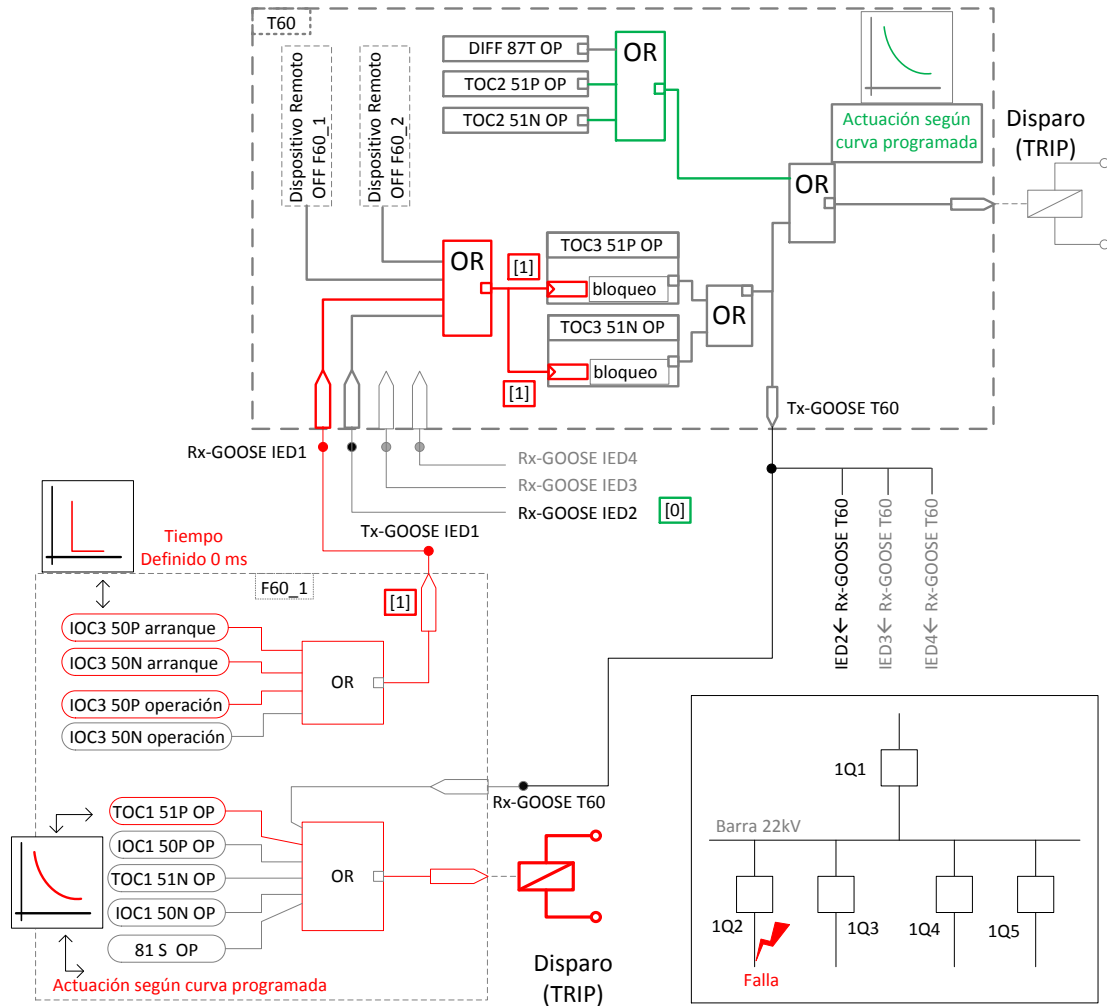 T60
Dispositivo Remoto
OFF F60_1
Dispositivo Remoto
OFF F60_2
DIFF 87T OP
TOC2 51P OP
TOC2 51N OP
OR
Actuación según
curva programada
Disparo
(TRIP)
OR
OR
[1]
TOC3 51P OP
bloqueo
TOC3 51N OP
bloqueo
[1]
OR
Tx-GOOSE T60
Rx-GOOSE IED1
Rx-GOOSE IED4
Rx-GOOSE IED3
Rx-GOOSE IED2
[0]
Tx-GOOSE IED1
IED2← Rx-GOOSE T60
IED3← Rx-GOOSE T60
IED4← Rx-GOOSE T60
Tiempo
Definido 0 ms
F60_1
[1]
IOC3 50P arranque
IOC3 50N arranque
IOC3 50P operación
IOC3 50N operación
OR
Rx-GOOSE T60
TOC1 51P OP
IOC1 50P OP
TOC1 51N OP
IOC1 50N OP
81 S OP
OR
Actuación según curva programada
Disparo
(TRIP)
1Q1
Barra 22kV
1Q2
1Q3
1Q4
1Q5
Falla